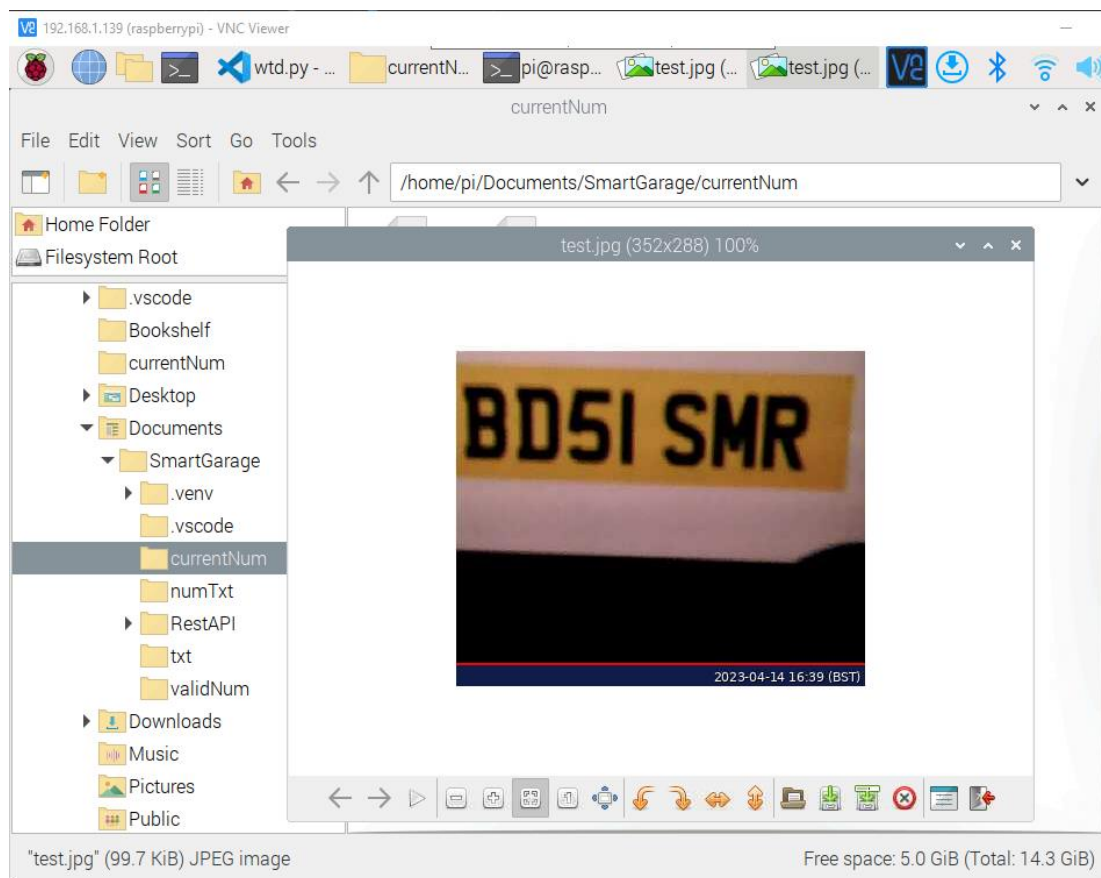 192.168.1.139 (raspberrypi) - VNC Viewer
wtd.py - ... currentN... pi@rasp... test.jpg (... test.jpg (...
currentNum
File Edit View Sort Go Tools
/home/pi/Documents/SmartGarage/currentNum
Home Folder
Filesystem Root
.vscode
Bookshelf
currentNum
Desktop
Documents
SmartGarage
.venv
.vscode
currentNum
numTxt
RestAPI
txt
validNum
Downloads
Music
Pictures
Public
test.jpg (352x288) 100%
BD51 SMR
2023-04-14 16:39 (BST)
"test.jpg" (99.7 KiB) JPEG image
Free space: 5.0 GiB (Total: 14.3 GiB)